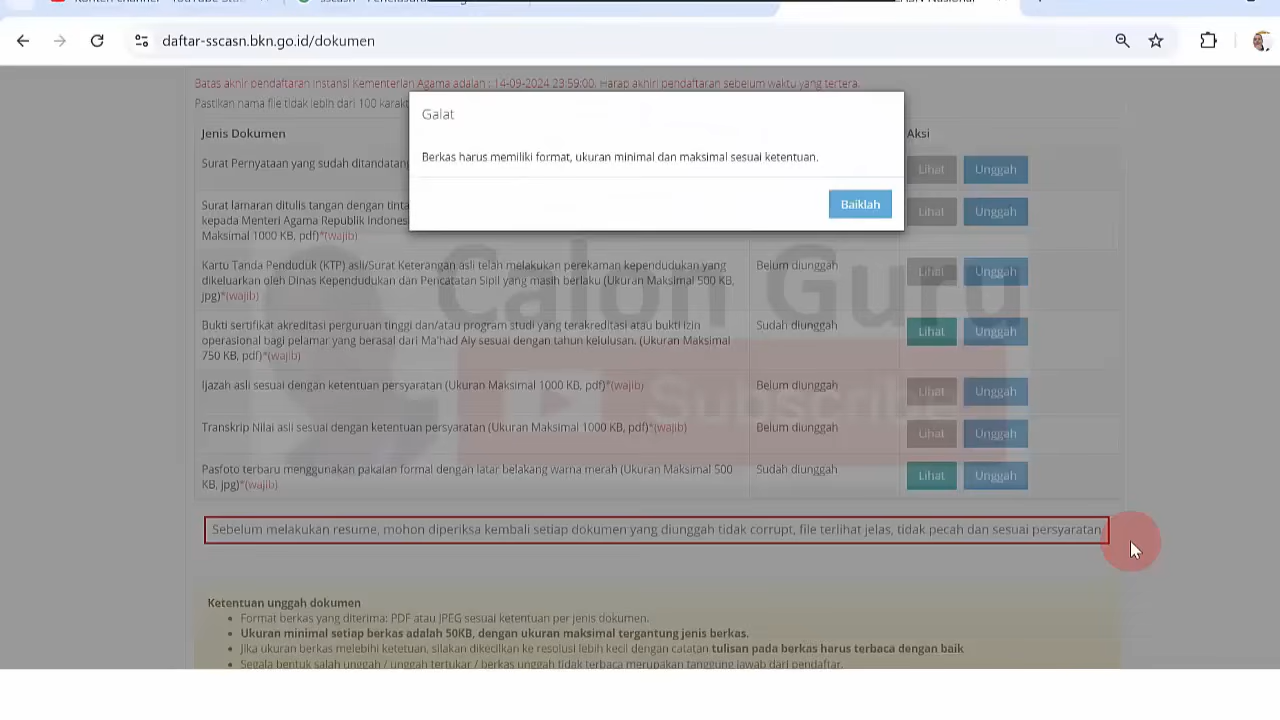 daftar-sscasn.bkn.go.id/dokumen
Batas akhir pendaftaran instansi Kementerian Agama adalah : 14-09-2024 23:59:00. Harap akhiri pendaftaran sebelum waktu yang tertera.
Pastikan nama file tidak lebih dari 100 karakt
Galat
Berkas harus memiliki format, ukuran minimal dan maksimal sesuai ketentuan.
Baiklah
Jenis Dokumen
Aksi
Surat Pernyataan yang sudah ditandatang
Lihat Unggah
Surat lamaran ditulis tangan dengan tinta
kepada Menteri Agama Republik Indones
Maksimal 1000 KB, pdf)*(wajib)
Lihat Unggah
Kartu Tanda Penduduk (KTP) asli/Surat Keterangan asli telah melakukan perekaman kependudukan yang
dikeluarkan oleh Dinas Kependudukan dan Pencatatan Sipil yang masih berlaku (Ukuran Maksimal 500 KB,
jpg)*(wajib)
Belum diunggah
Lihat Unggah
Bukti sertifikat akreditasi perguruan tinggi dan/atau program studi yang terakreditasi atau bukti izin
operasional bagi pelamar yang berasal dari Ma'had Aly sesuai dengan tahun kelulusan. (Ukuran Maksimal
750 KB, pdf)*(wajib)
Sudah diunggah
Lihat Unggah
Ijazah asli sesuai dengan ketentuan persyaratan (Ukuran Maksimal 1000 KB, pdf)*(wajib)
Belum diunggah
Lihat Unggah
Transkrip Nilai asli sesuai dengan ketentuan persyaratan (Ukuran Maksimal 1000 KB, pdf)*(wajib)
Belum diunggah
Lihat Unggah
Pasfoto terbaru menggunakan pakaian formal dengan latar belakang warna merah (Ukuran Maksimal 500
KB, jpg)*(wajib)
Sudah diunggah
Lihat Unggah
Calon Guru
Subscribe
Sebelum melakukan resume, mohon diperiksa kembali setiap dokumen yang diunggah tidak corrupt, file terlihat jelas, tidak pecah dan sesuai persyaratan
Ketentuan unggah dokumen
Format berkas yang diterima: PDF atau JPEG sesuai ketentuan per jenis dokumen.
Ukuran minimal setiap berkas adalah 50KB, dengan ukuran maksimal tergantung jenis berkas.
Jika ukuran berkas melebihi ketetuan, silakan dikecilkan ke resolusi lebih kecil dengan catatan tulisan pada berkas harus terbaca dengan baik
Segala bentuk salah unggah / unggah tertukar / berkas unggah tidak terbaca merupakan tanggung jawab dari pendaftar.